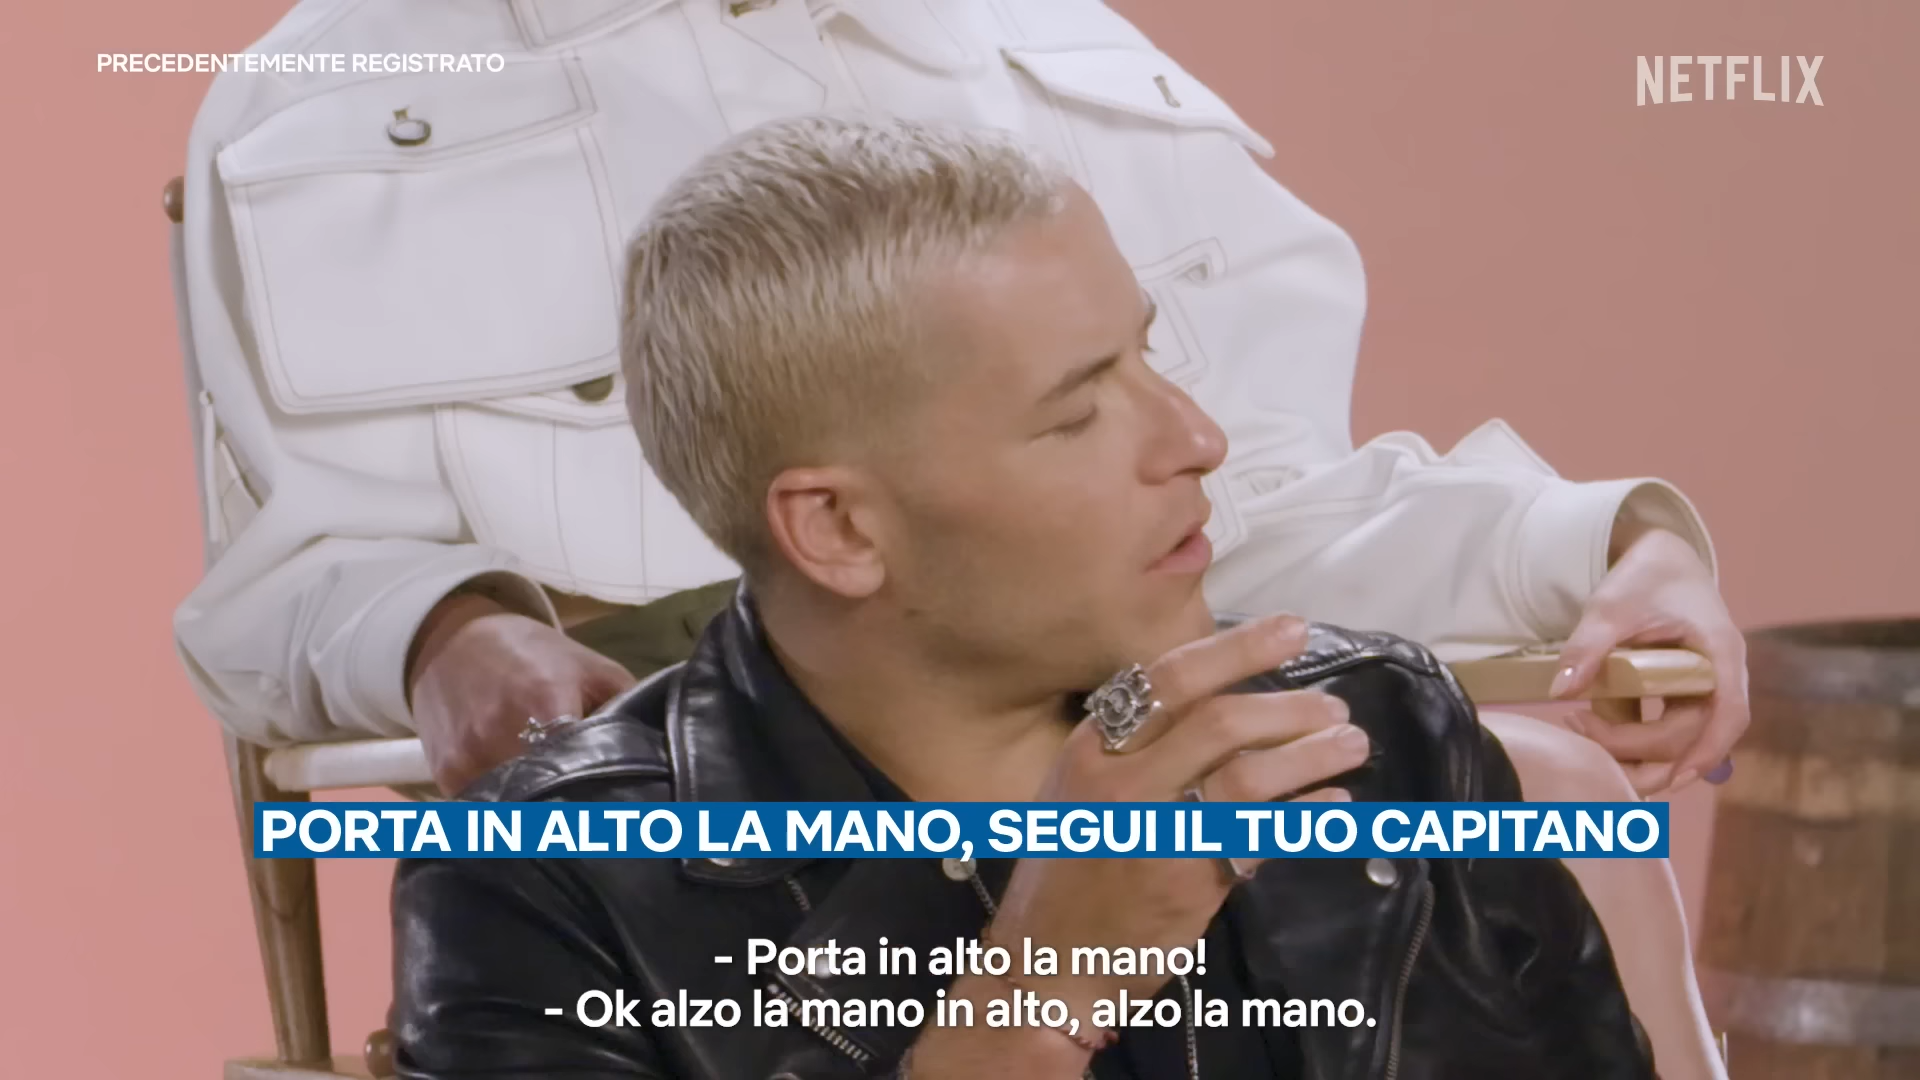 PRECEDENTEMENTE REGISTRATO
NETFLIX
PORTA IN ALTO LA MANO, SEGUI IL TUO CAPITANO
- Porta in alto la mano!
- Ok alzo la mano in alto, alzo la mano.